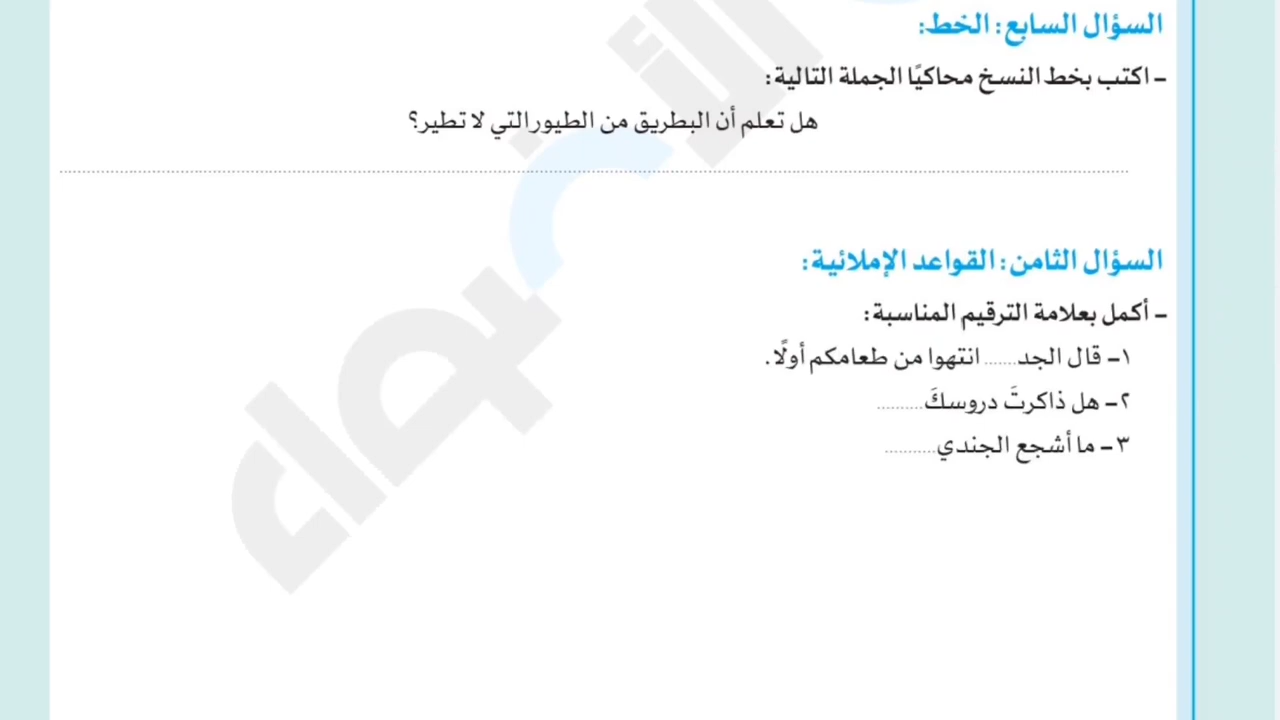 السؤال السابع: الخط:
- اكتب بخط النسخ محاكيًا الجملة التالية:
هل تعلم أن البطريق من الطيور التي لا تطير؟
السؤال الثامن: القواعد الإملائية:
- أكمل بعلامة الترقيم المناسبة:
١- قال الجد....... انتهوا من طعامكم أولًا.
٢- هل ذاكرتَ دروسكَ..........
٣- ما أشجع الجندي...........